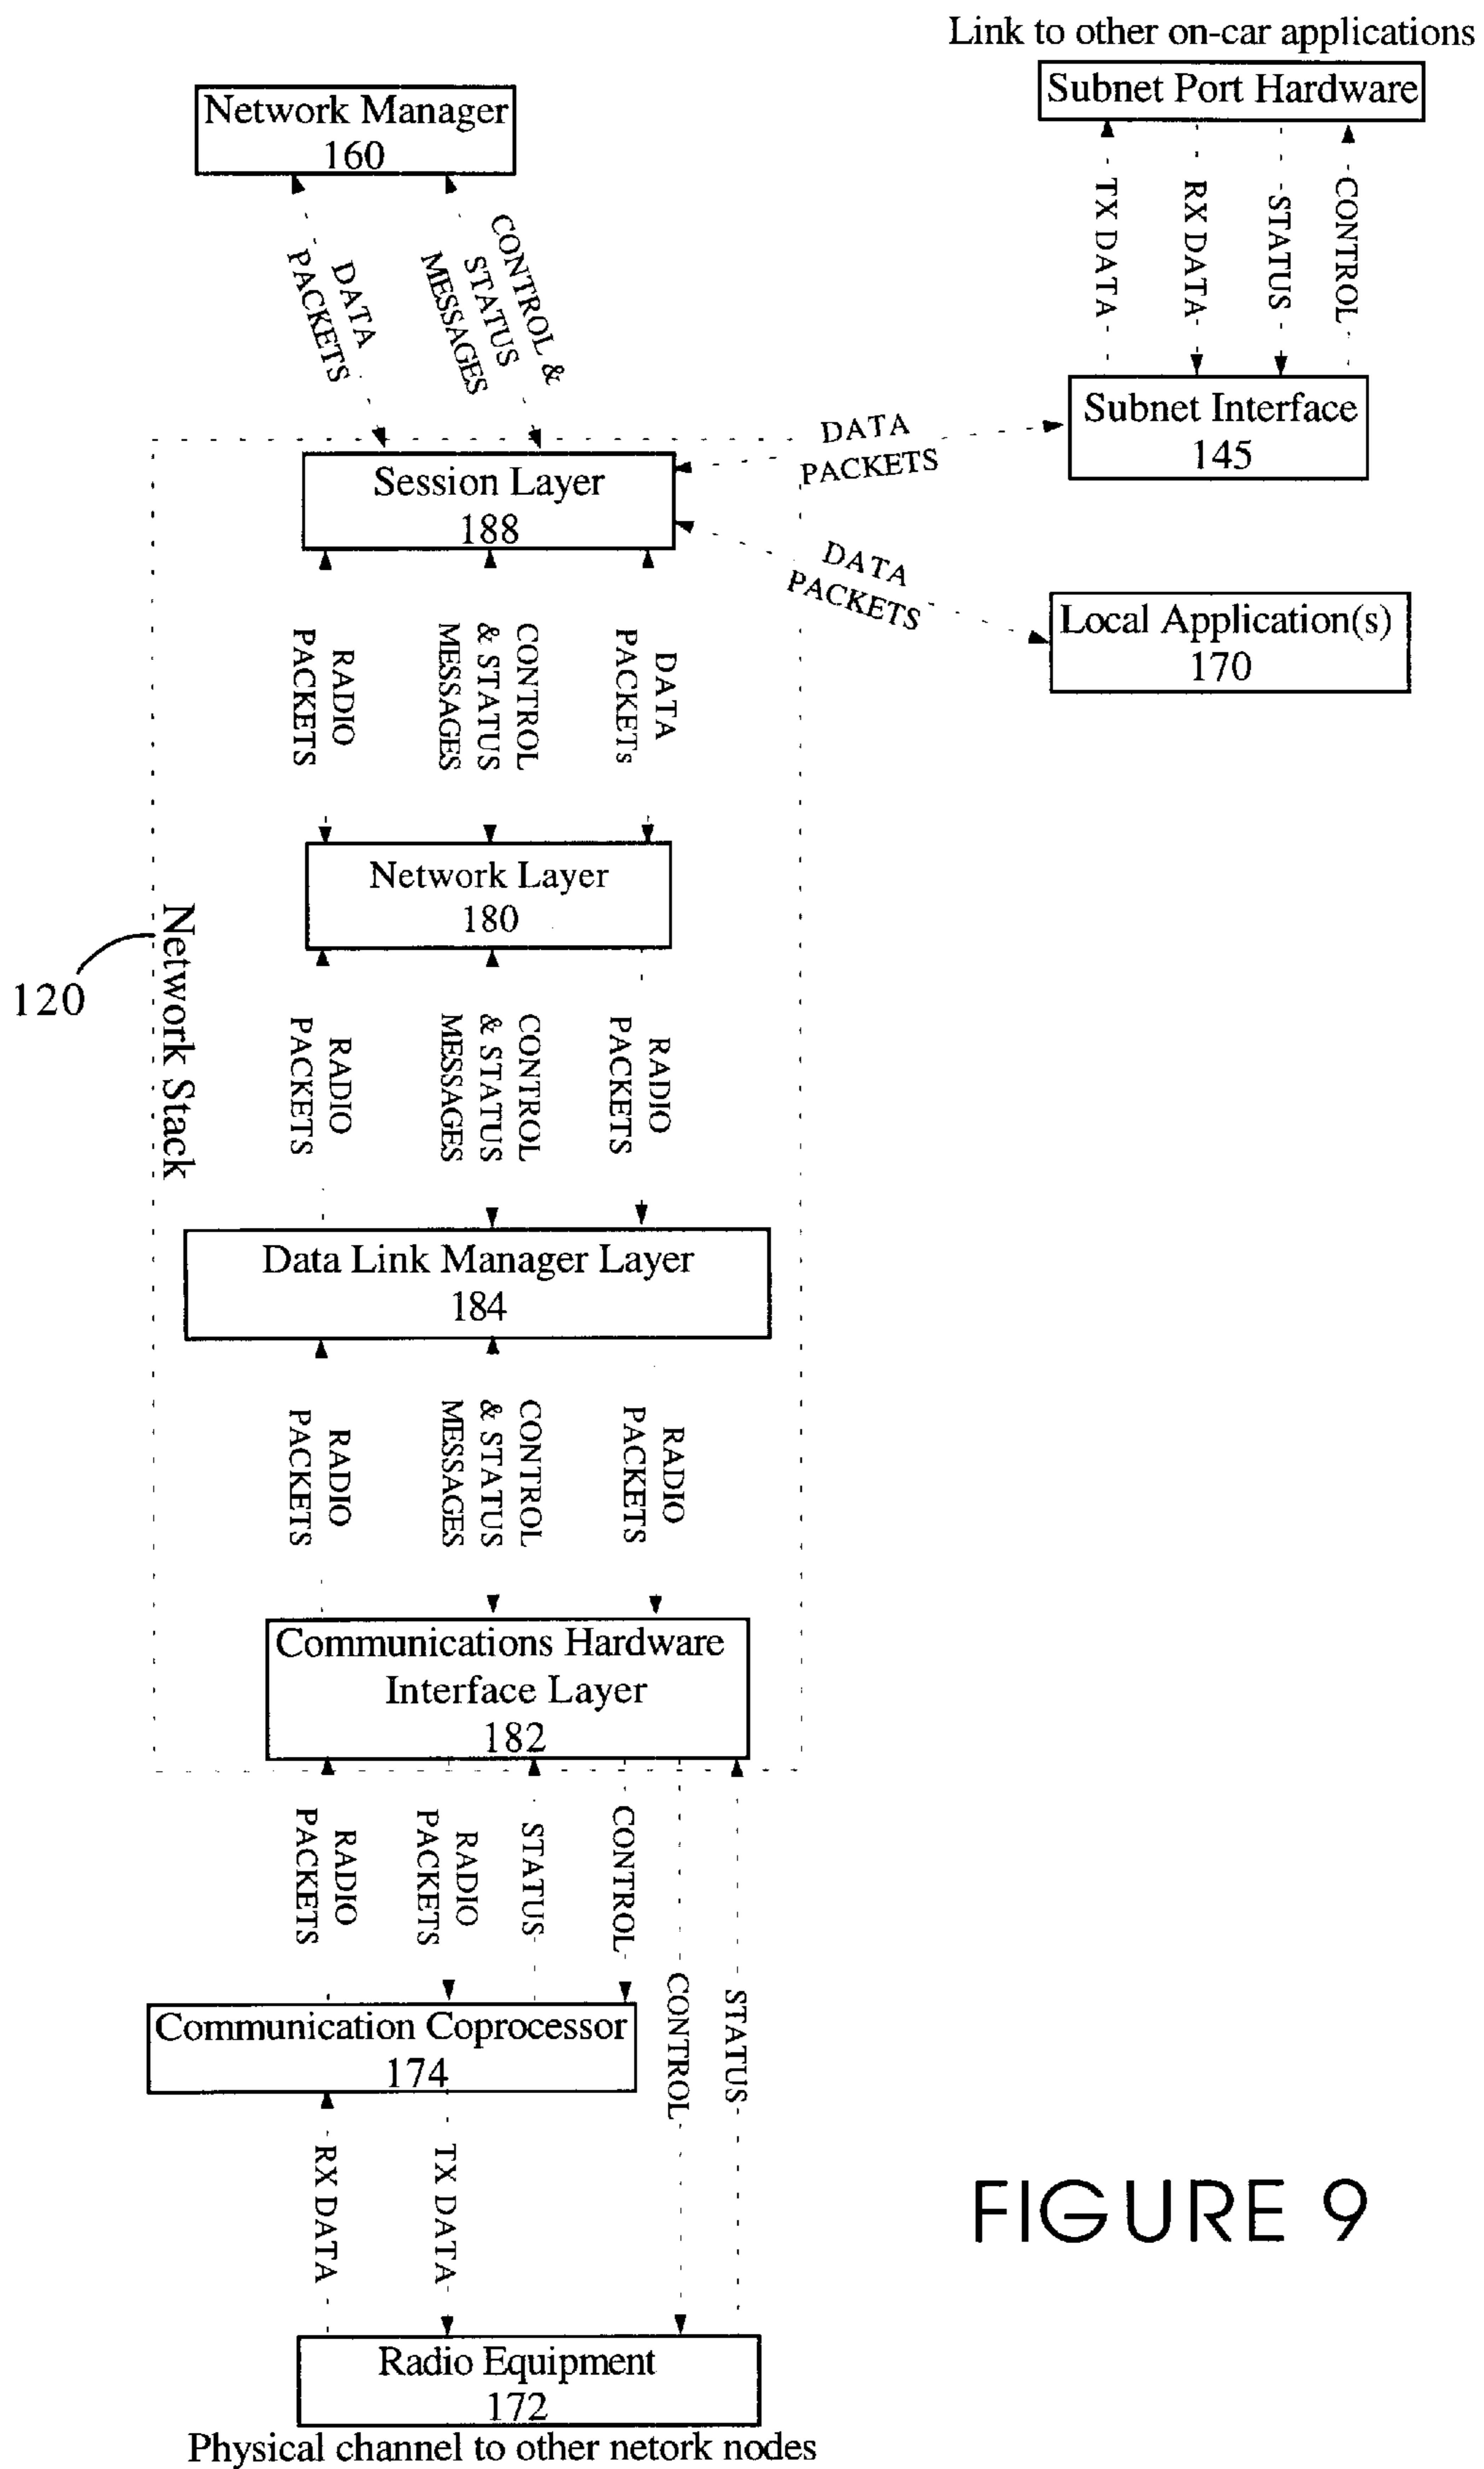 Link to other on-car applications
Subnet Port Hardware
Network Manager
160
TX DATA
RX DATA
STATUS
CONTROL
DATA
PACKETS
CONTROL &
STATUS
MESSAGES
Subnet Interface
145
DATA
PACKETS
Session Layer
188
DATA
PACKETS
Local Application(s)
170
RADIO
PACKETS
CONTROL
& STATUS
MESSAGES
DATA
PACKETs
Network Layer
180
120
Network Stack
RADIO
PACKETS
CONTROL
& STATUS
MESSAGES
RADIO
PACKETS
Data Link Manager Layer
184
RADIO
PACKETS
CONTROL
& STATUS
MESSAGES
RADIO
PACKETS
Communications Hardware
Interface Layer
182
RADIO
PACKETS
RADIO
PACKETS
STATUS
CONTROL
CONTROL
STATUS
Communication Coprocessor
174
RX DATA
TX DATA
Radio Equipment
172
Physical channel to other netork nodes
FIGURE 9